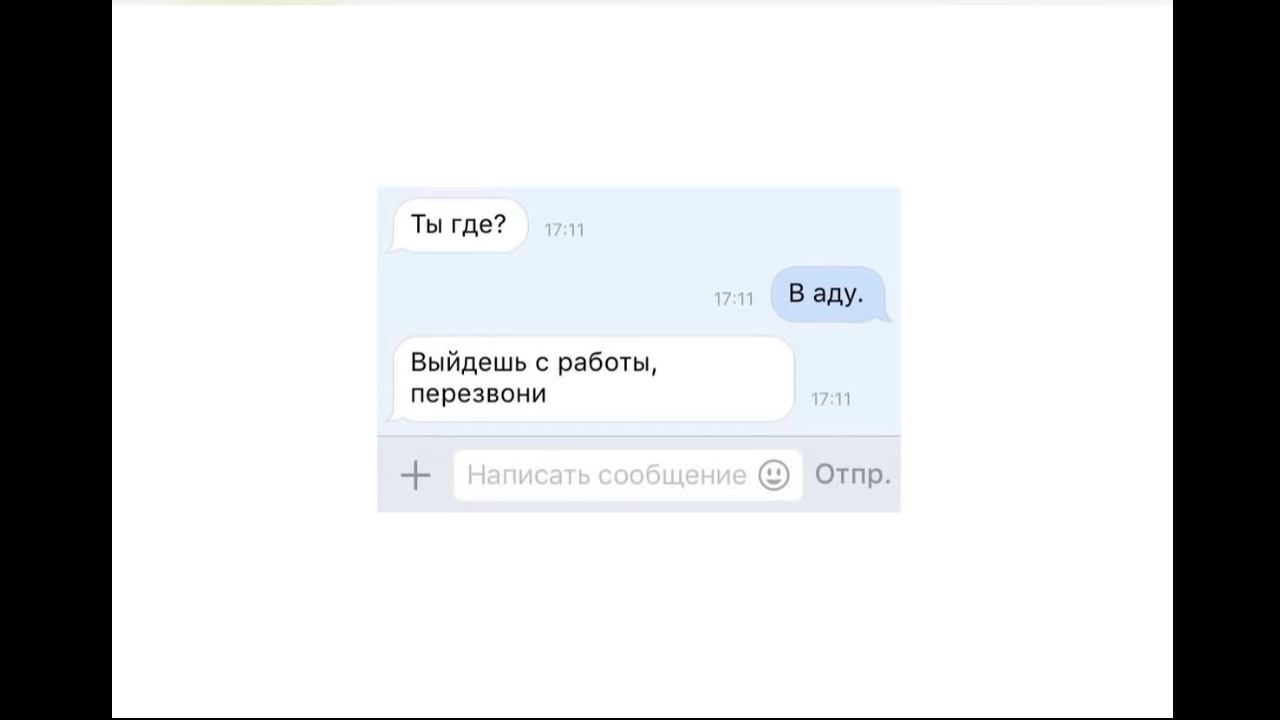 Ты где? 17:11
17:11 В аду.
Выйдешь с работы,
перезвони 17:11
Написать сообщение Отпр.